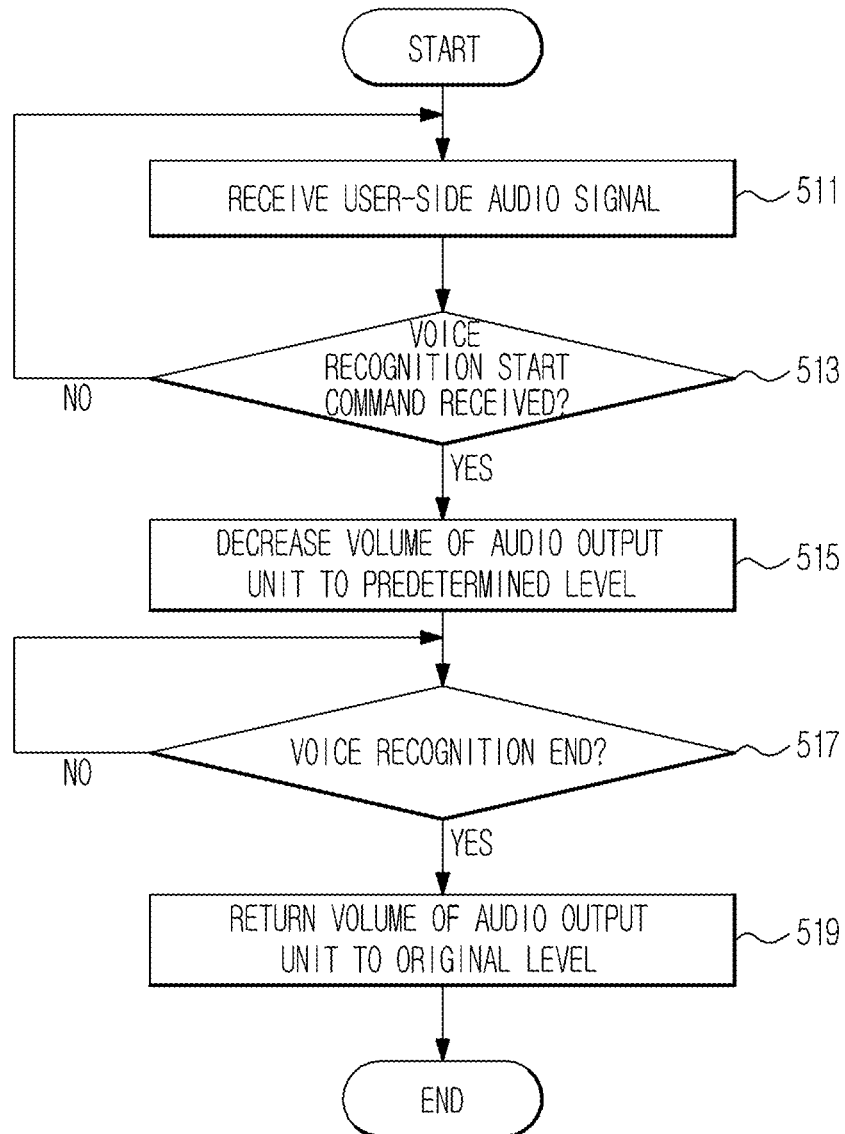 START
RECEIVE USER-SIDE AUDIO SIGNAL
511
VOICE
RECOGNITION START
COMMAND RECEIVED?
513
NO
YES
DECREASE VOLUME OF AUDIO OUTPUT
UNIT TO PREDETERMINED LEVEL
515
VOICE RECOGNITION END?
517
NO
YES
RETURN VOLUME OF AUDIO OUTPUT
UNIT TO ORIGINAL LEVEL
519
END